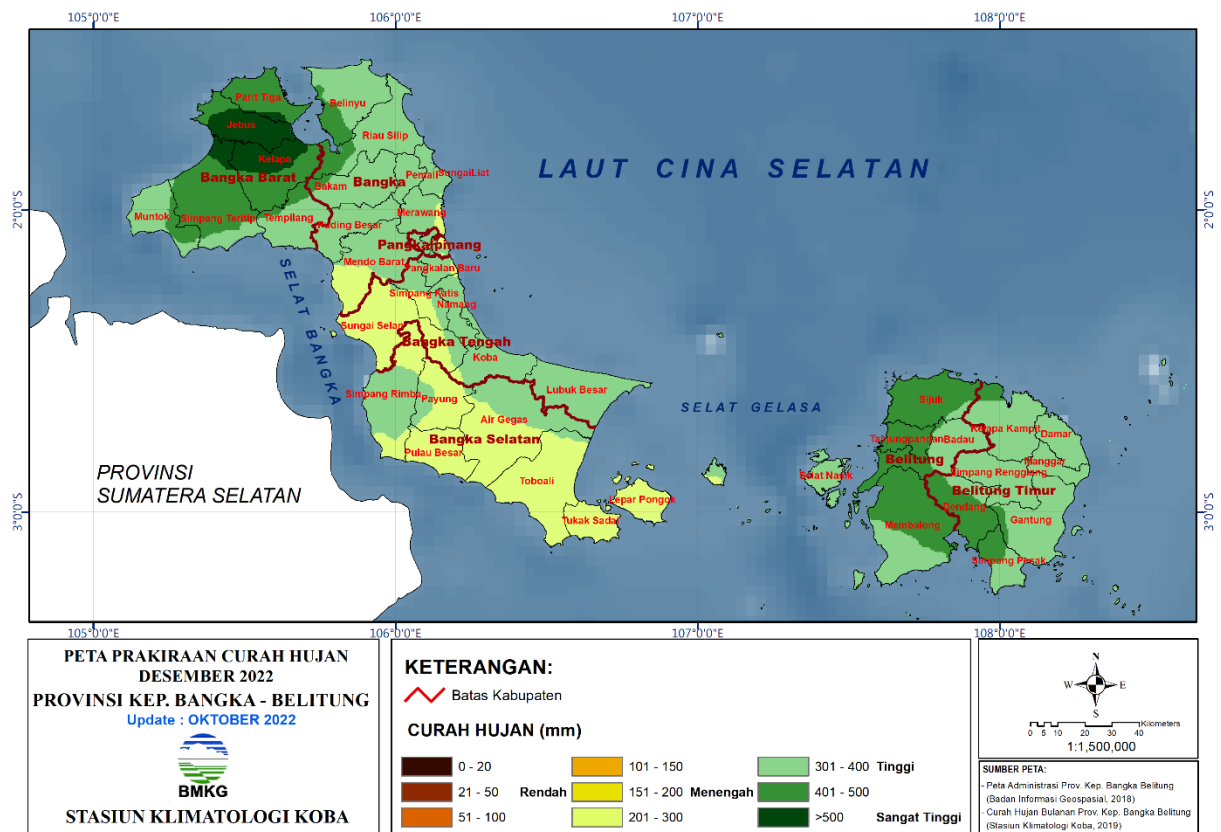 105°0'0"E 106°0'0"E 107°0'0"E 108°0'0"E
Parit Tiga
Belinyu
Jebus
Riau Silip
Kelapa
LAUT CINA SELATAN
Bangka Barat
Bakam
Bangka
Pemali
SungaiLiat
2°0'0"S
2°0'0"S
Muntok
Simpang Teritip
Tempilang
Merawang
Puding Besar
Pangkalpinang
Mendo Barat
Pangkalan Baru
SELAT BANGKA
Simpang Katis
Namang
Sungai Selan
Bangka Tengah
Koba
Simpang Rimba
Payung
Lubuk Besar
Air Gegas
SELAT GELASA
Sijuk
Bangka Selatan
Pulau Besar
Tanjungpandan
Badau
Kelapa Kampit
Damar
Belitung
Manggar
PROVINSI
SUMATERA SELATAN
Toboali
Selat Nasik
Simpang Renggiang
Belitung Timur
Lepar Pongok
Dendang
3°0'0"S
3°0'0"S
Tukak Sadai
Membalong
Gantung
Simpang Pesak
105°0'0"E 106°0'0"E 107°0'0"E 108°0'0"E
PETA PRAKIRAAN CURAH HUJAN
DESEMBER 2022
PROVINSI KEP. BANGKA - BELITUNG
Update : OKTOBER 2022
BMKG
STASIUN KLIMATOLOGI KOBA
KETERANGAN:
Batas Kabupaten
CURAH HUJAN (mm)
0 - 20
21 - 50 Rendah
51 - 100
101 - 150
151 - 200 Menengah
201 - 300
301 - 400 Tinggi
401 - 500
>500 Sangat Tinggi
N
W E
S
0 5 10 20 30 40 Kilometers
1:1,500,000
SUMBER PETA:
- Peta Administrasi Prov. Kep. Bangka Belitung
(Badan Informasi Geospasial, 2018)
- Curah Hujan Bulanan Prov. Kep. Bangka Belitung
(Stasiun Klimatologi Koba, 2019)